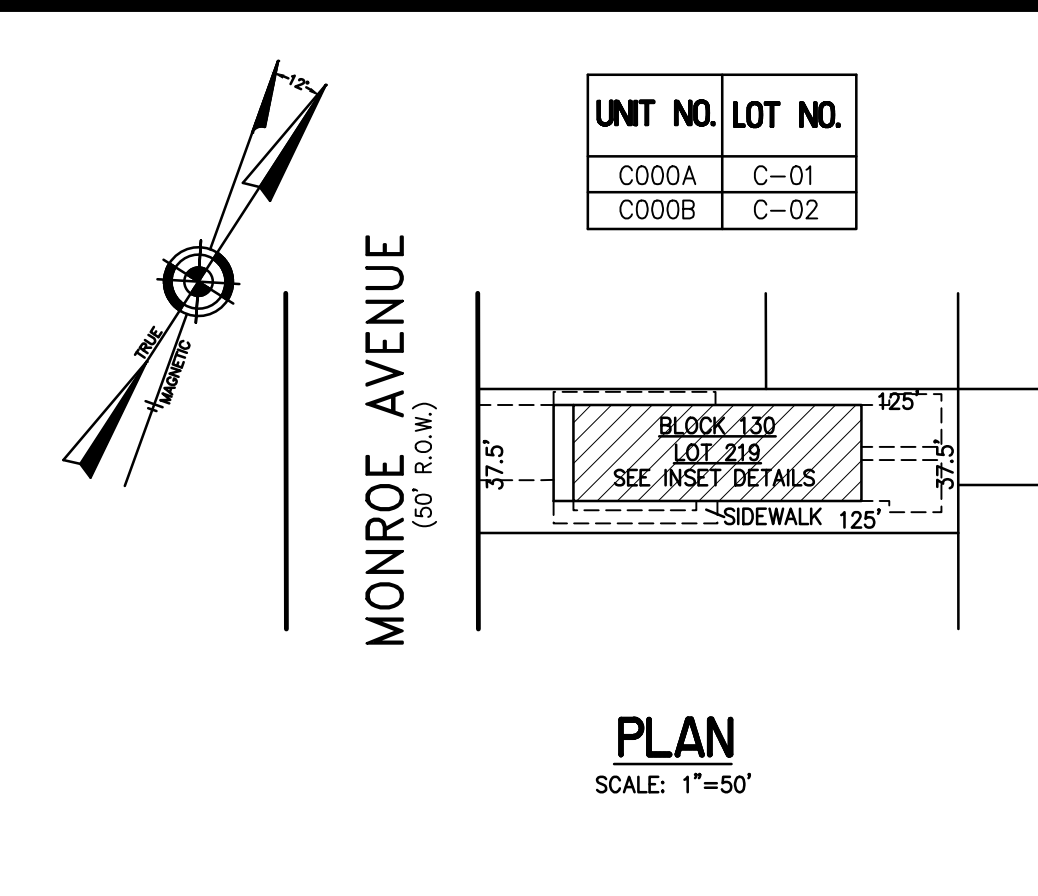 12°
TRUE
MAGNETIC
UNIT NO. LOT NO.
C000A C-01
C000B C-02
MONROE AVENUE
(50' R.O.W.)
37.5'
BLOCK 130
LOT 219
SEE INSET DETAILS
125'
37.5'
SIDEWALK
125'
PLAN
SCALE: 1"=50'